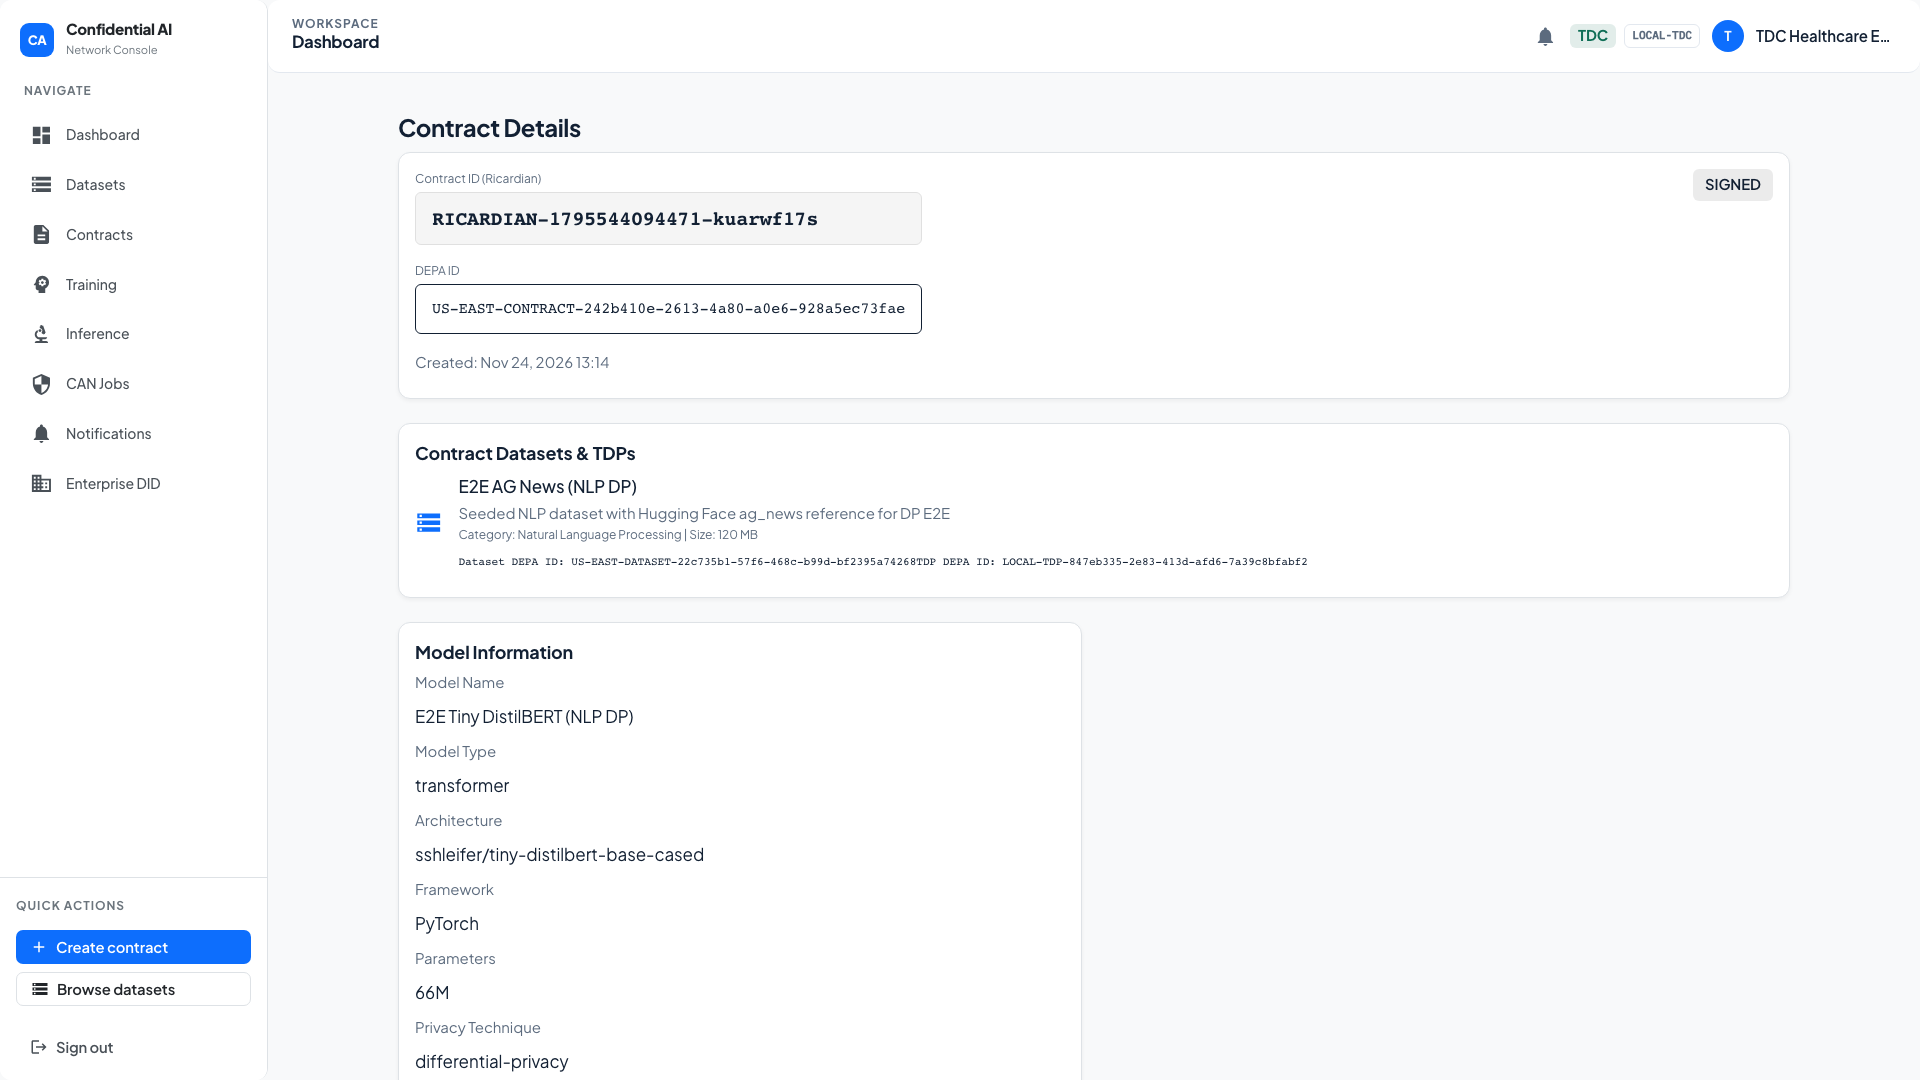 CA
Confidential AI
Network Console
NAVIGATE
Dashboard
Datasets
Contracts
Training
Inference
CAN Jobs
Notifications
Enterprise DID
QUICK ACTIONS
+ Create contract
Browse datasets
Sign out
WORKSPACE
Dashboard
TDC
LOCAL-TDC
T
TDC Healthcare E...
Contract Details
Contract ID (Ricardian)
SIGNED
RICARDIAN-1795544094471-kuarwf17s
DEPA ID
US-EAST-CONTRACT-242b410e-2613-4a80-a0e6-928a5ec73fae
Created: Nov 24, 2026 13:14
Contract Datasets & TDPs
E2E AG News (NLP DP)
Seeded NLP dataset with Hugging Face ag_news reference for DP E2E
Category: Natural Language Processing | Size: 120 MB
Dataset DEPA ID: US-EAST-DATASET-22c735b1-57f6-468c-b99d-bf2395a74268TDP DEPA ID: LOCAL-TDP-847eb335-2e83-413d-afd6-7a39c8bfabf2
Model Information
Model Name
E2E Tiny DistilBERT (NLP DP)
Model Type
transformer
Architecture
sshleifer/tiny-distilbert-base-cased
Framework
PyTorch
Parameters
66M
Privacy Technique
differential-privacy